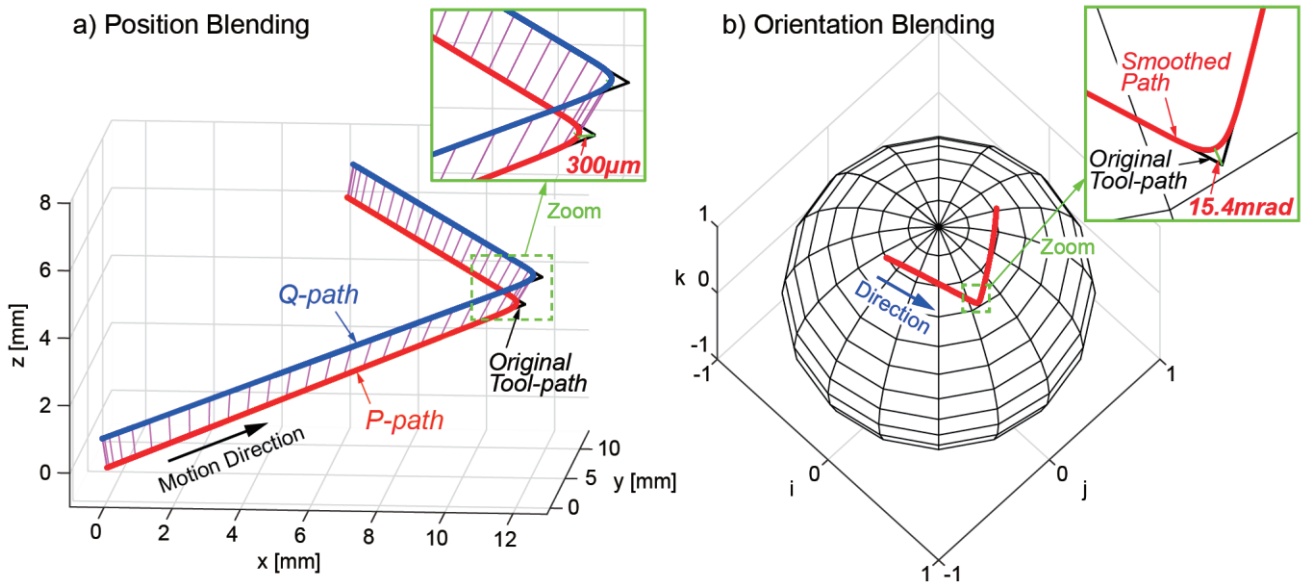 a) Position Blending
300μm
Zoom
8
6
4
2
0
z [mm]
Q-path
P-path
Original
Tool-path
Motion Direction
10
5
0
y [mm]
0
2
4
6
8
10
12
x [mm]
b) Orientation Blending
Smoothed
Path
Original
Tool-path
15.4mrad
Zoom
Direction
1
k 0
-1
-1
0
i
1
-1
0
j
1